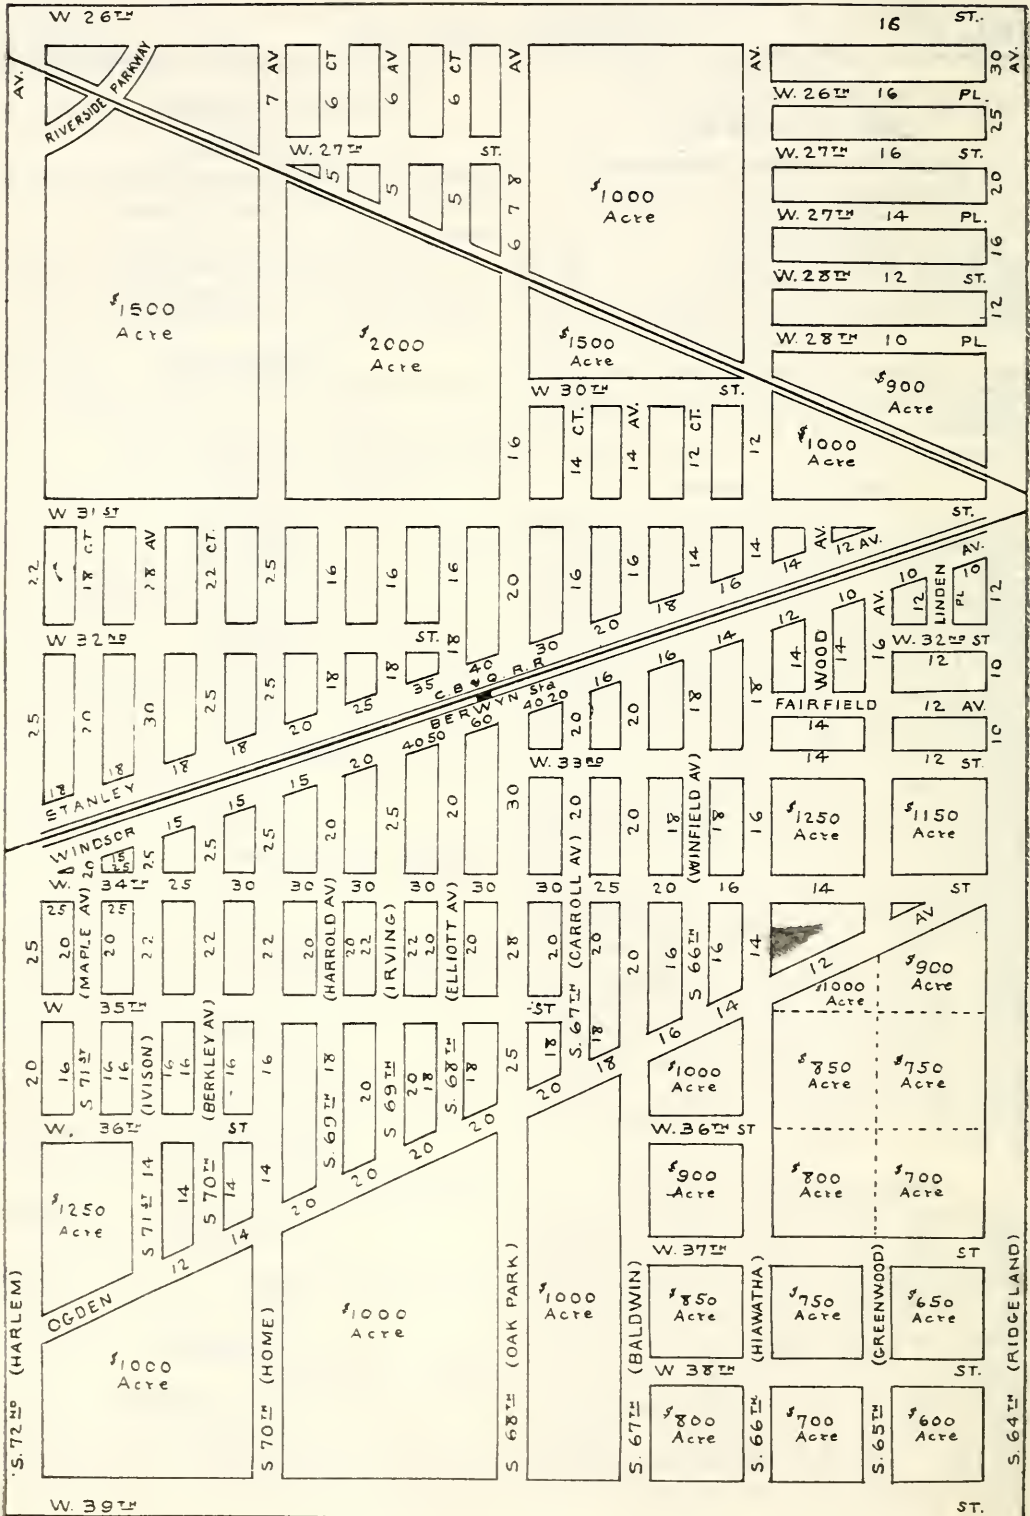 W 26TH 16 ST.
AV. RIVERSIDE PARKWAY 7 AV 6 CT 6 AV 6 CT AV AV. 30 AV.
W. 26TH 16 PL.
25
W. 27TH ST. W. 27TH 16 ST.
5 5 5 6 7 8 20
$1000 Acre
W. 27TH 14 PL.
16
W. 28TH 12 ST.
12
$1500 Acre
$2000 Acre
$1500 Acre
W. 28TH 10 PL
$900 Acre
W 30TH ST.
16 14 CT. 14 AV. 12 CT. 12
$1000 Acre
W 31ST ST.
22 18 CT 28 AV 22 CT. 25 16 16 16 20 16 16 14 14 AV. 12 AV.
30 20 18 16 14
AV.
10 12 LINDEN PL 10 12
W 32ND ST. 18 40 C.B & Q. R.R
12 14 WOOD 14 10 16 AV. W. 32ND ST
12 10
25 20 30 25 25 18 18 35
18 18 18 18 20 25
BERWYN Sta 60 40 20 20 16 20 16 18 14 18
FAIRFIELD 12 AV.
14 10
STANLEY
W. 33RD 14 12 ST.
WINDSOR 15 15 15 20 40 50
15 25 20 25 25 25 20 25 20 30 20 20 18 (WINFIELD AV) 18 16
$1250 Acre
$1150 Acre
W. 34TH 25 30 30 30 30 30 30 25 20 16 14 ST
25 25
25 20 (MAPLE AV) 20 22 22 22 20 (HARROLD AV) 20 22 (IRVING) 22 20 (ELLIOTT AV) 20 28 20 (CARROLL AV) 20 20 16 S 66TH 16 14 12 AV
$900 Acre
$1000 Acre
W 35TH ST
20 16 S 71ST 16 16 (IVISON) 16 16 (BERKLEY AV) 16 16 S. 69TH 18 20 S 69TH 20 18 S. 68TH 18 25 18 S. 67TH 18
20 18 16 14
$1000 Acre
$850 Acre
$750 Acre
W. 36TH ST W. 36TH ST
20 20 20 20
$1250 Acre
S 71ST 14 14 S 70TH 14 14
$900 Acre
$800 Acre
$700 Acre
OGDEN 12 14
W. 37TH ST
$1000 Acre
$1000 Acre
$1000 Acre
$850 Acre
$750 Acre
$650 Acre
W 38TH ST.
$800 Acre
$700 Acre
$600 Acre
S. 72ND (HARLEM)
S 70TH (HOME)
S 68TH (OAK PARK)
S. 67TH (BALDWIN)
S. 66TH (HIAWATHA)
S. 65TH (GREENWOOD)
S. 64TH (RIDGELAND)
W. 39TH ST.